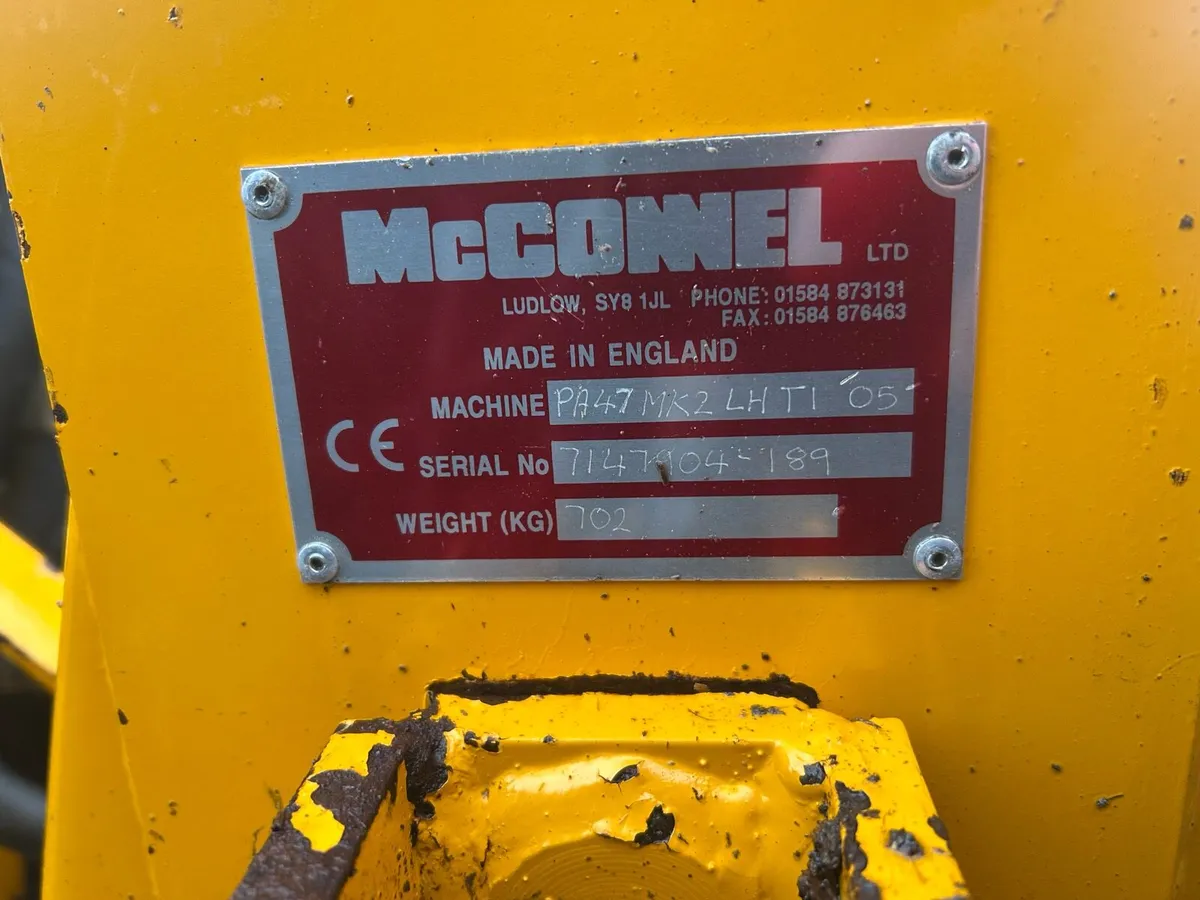 McCONNEL LTD
LUDLOW, SY8 1JL PHONE: 01584 873131
FAX: 01584 876463
MADE IN ENGLAND
MACHINE PA47 MK2 LH TI '05'
CE SERIAL No 7147904-189
WEIGHT (KG) 702